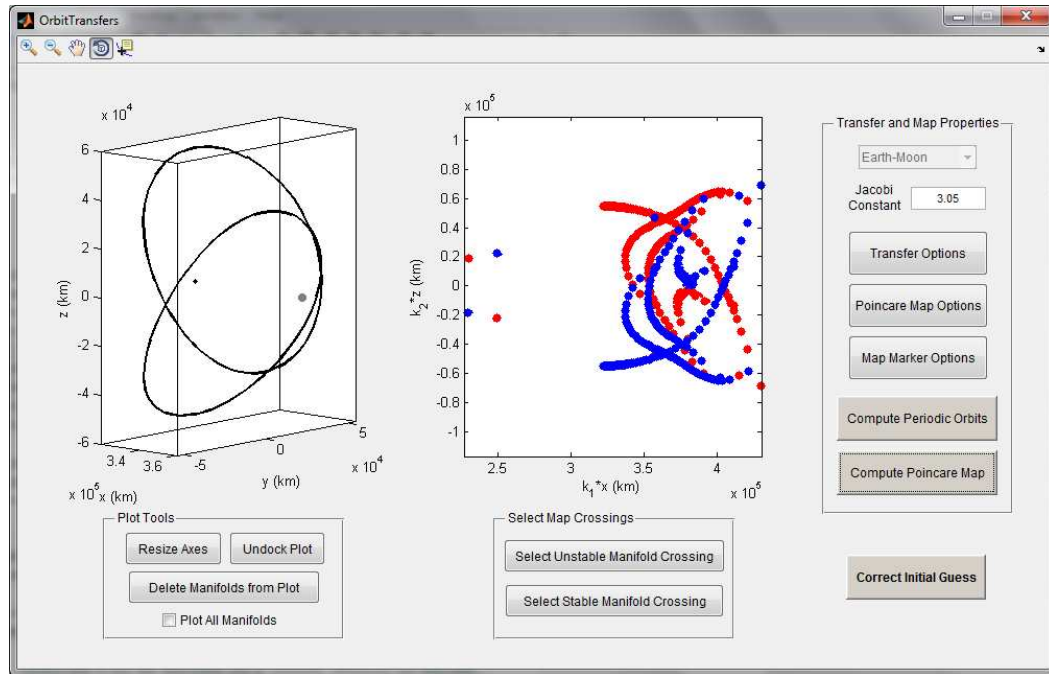 OrbitTransfers
x 10^4
6
4
2
0
-2
-4
-6
z (km)
3.4
3.6
x 10^5
x (km)
-5
0
5
x 10^4
y (km)
x 10^5
1
0.8
0.6
0.4
0.2
0
-0.2
-0.4
-0.6
-0.8
-1
k_2*z (km)
2.5
3
3.5
4
k_1*x (km)
x 10^5
Transfer and Map Properties
Earth-Moon
Jacobi
Constant
3.05
Transfer Options
Poincare Map Options
Map Marker Options
Compute Periodic Orbits
Compute Poincare Map
Plot Tools
Resize Axes
Undock Plot
Delete Manifolds from Plot
Plot All Manifolds
Select Map Crossings
Select Unstable Manifold Crossing
Select Stable Manifold Crossing
Correct Initial Guess